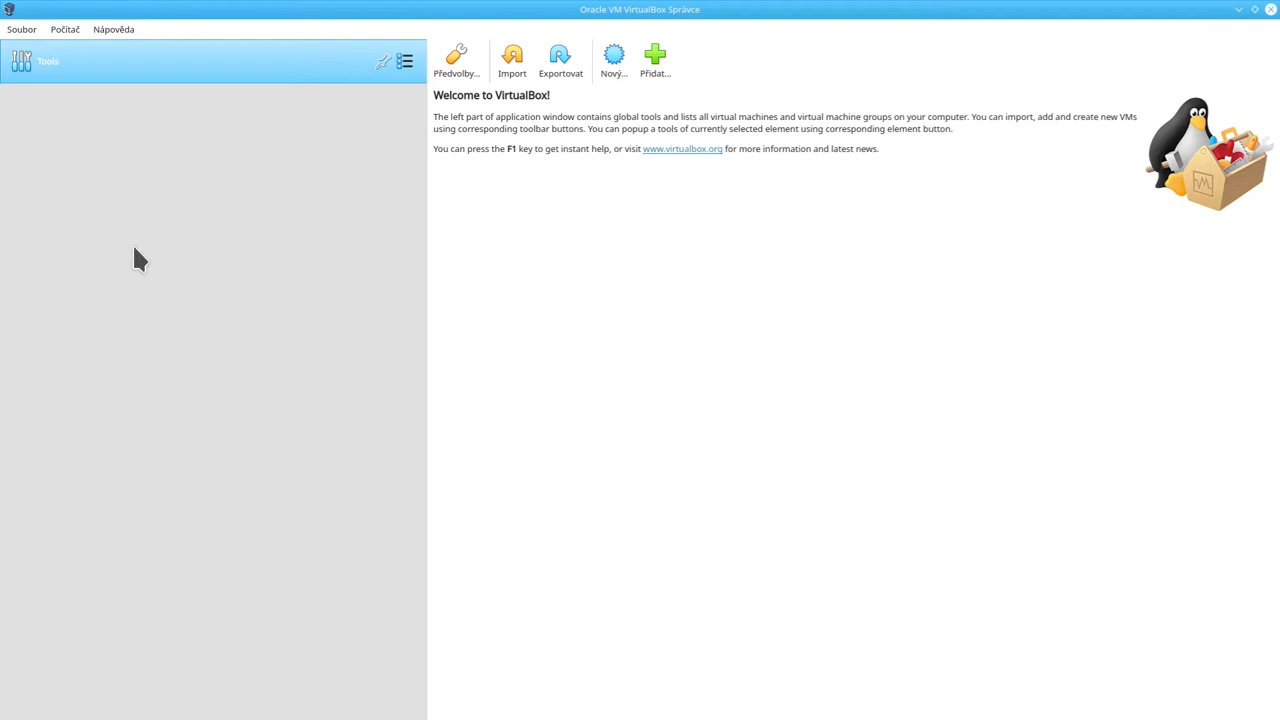 Oracle VM VirtualBox Správce
Soubor Počítač Nápověda
Tools
Předvolby... Import Exportovat Nový... Přidat...
Welcome to VirtualBox!
The left part of application window contains global tools and lists all virtual machines and virtual machine groups on your computer. You can import, add and create new VMs
using corresponding toolbar buttons. You can popup a tools of currently selected element using corresponding element button.
You can press the F1 key to get instant help, or visit www.virtualbox.org for more information and latest news.